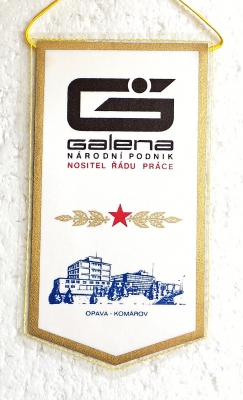 Galena
NÁRODNÍ PODNIK
NOSITEL ŘÁDU PRÁCE
OPAVA - KOMÁROV